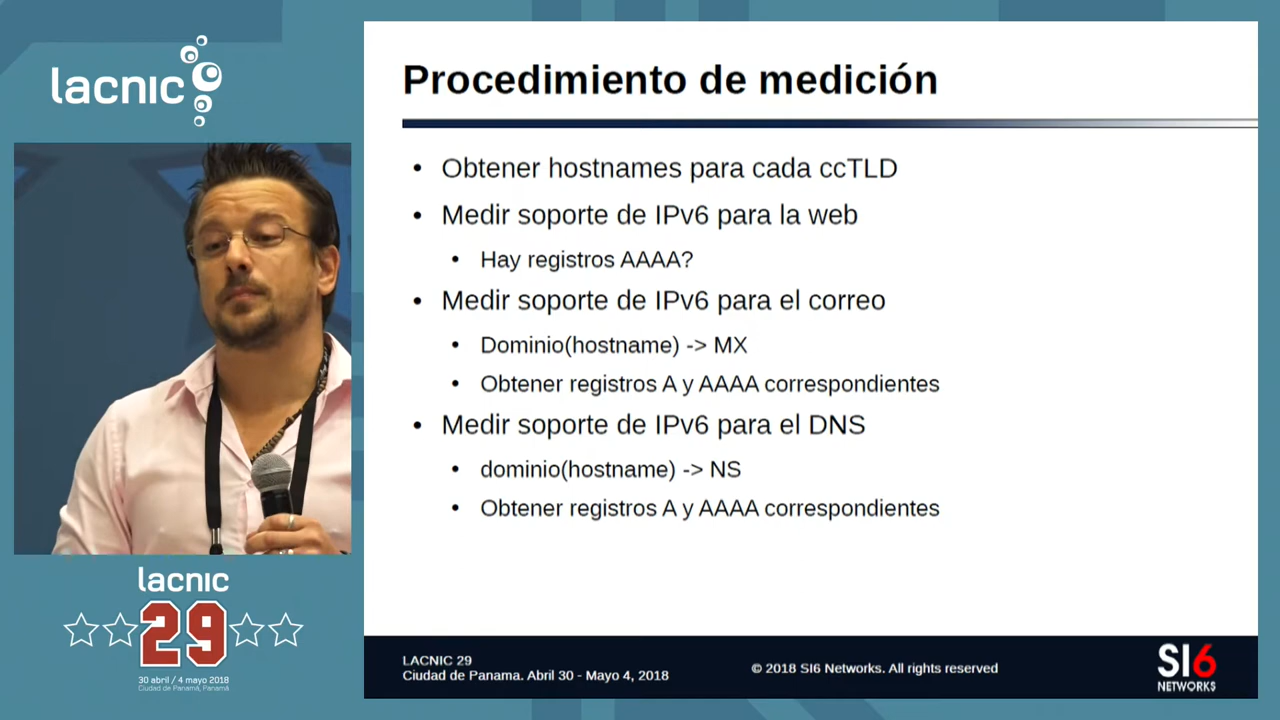 lacnic
Procedimiento de medición
Obtener hostnames para cada ccTLD
Medir soporte de IPv6 para la web
Hay registros AAAA?
Medir soporte de IPv6 para el correo
Dominio(hostname) -> MX
Obtener registros A y AAAA correspondientes
Medir soporte de IPv6 para el DNS
dominio(hostname) -> NS
Obtener registros A y AAAA correspondientes
lacnic
29
30 abril / 4 mayo 2018
Ciudad de Panamá, Panamá
LACNIC 29
Ciudad de Panama. Abril 30 - Mayo 4, 2018
© 2018 SI6 Networks. All rights reserved
SI6
NETWORKS